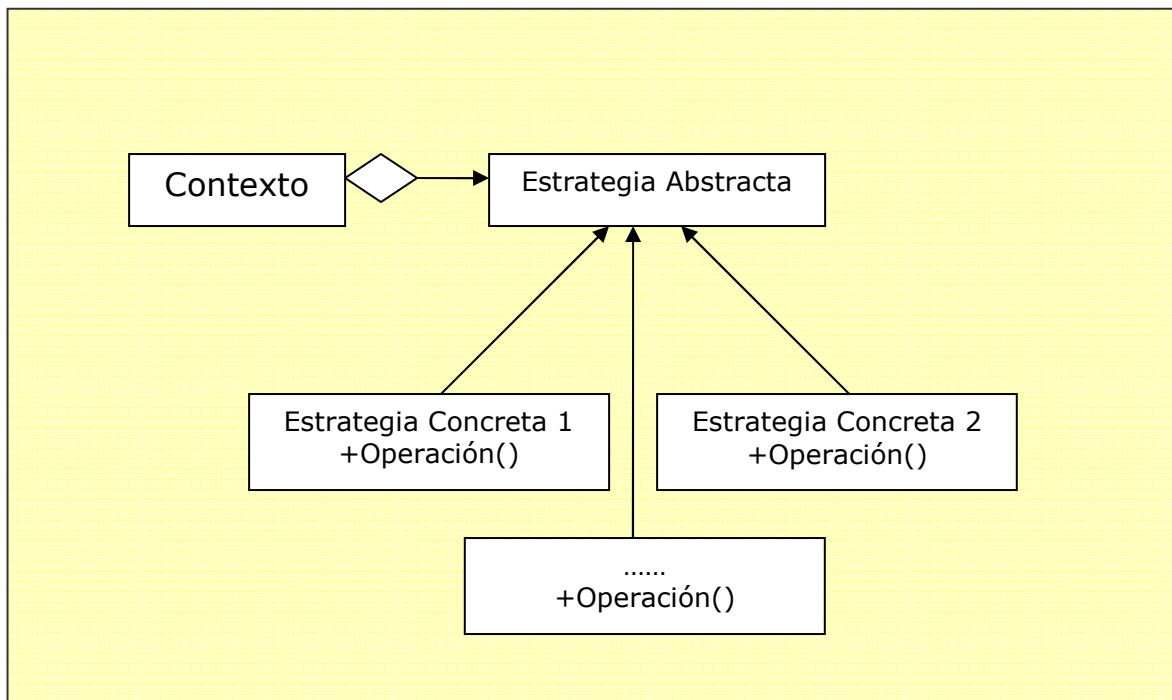 Contexto
Estrategia Abstracta
Estrategia Concreta 1
+Operación()
Estrategia Concreta 2
+Operación()
......
+Operación()